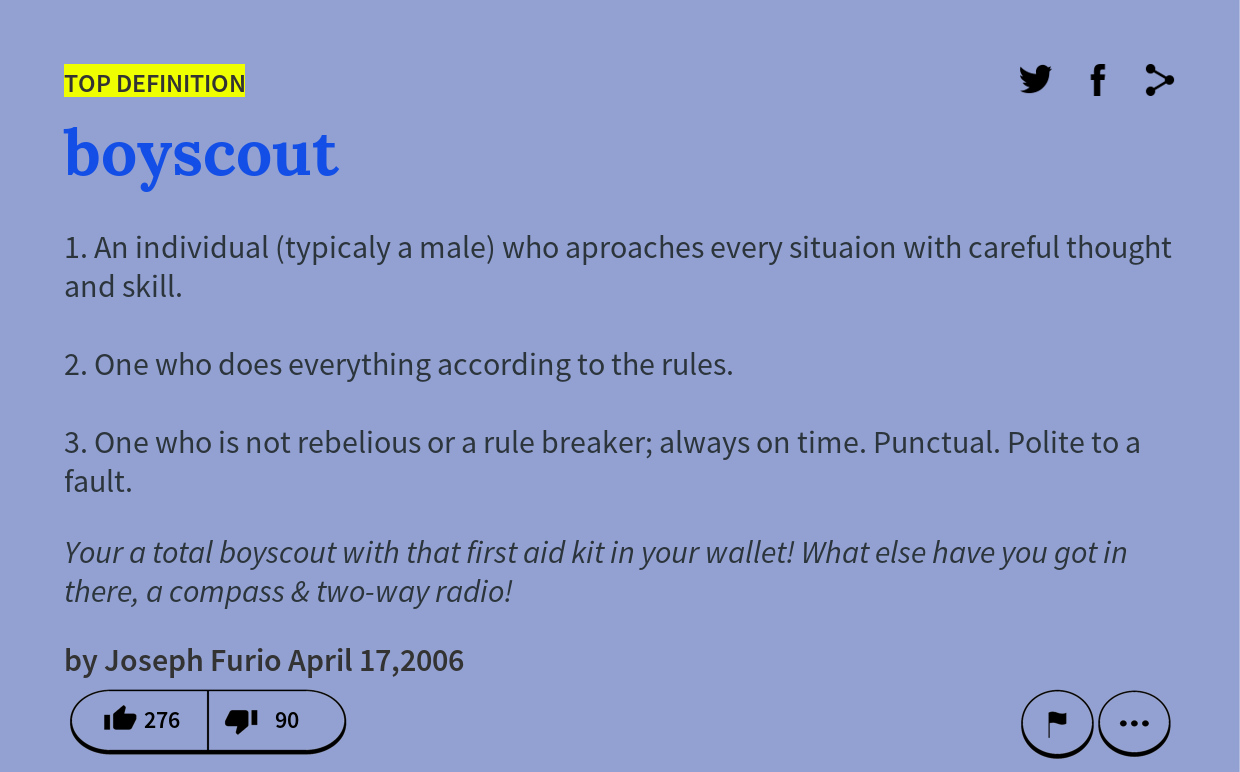 TOP DEFINITION
boyscout
1. An individual (typicaly a male) who aproaches every situaion with careful thought
and skill.
2. One who does everything according to the rules.
3. One who is not rebelious or a rule breaker; always on time. Punctual. Polite to a
fault.
Your a total boyscout with that first aid kit in your wallet! What else have you got in
there, a compass & two-way radio!
by Joseph Furio April 17,2006
276 90